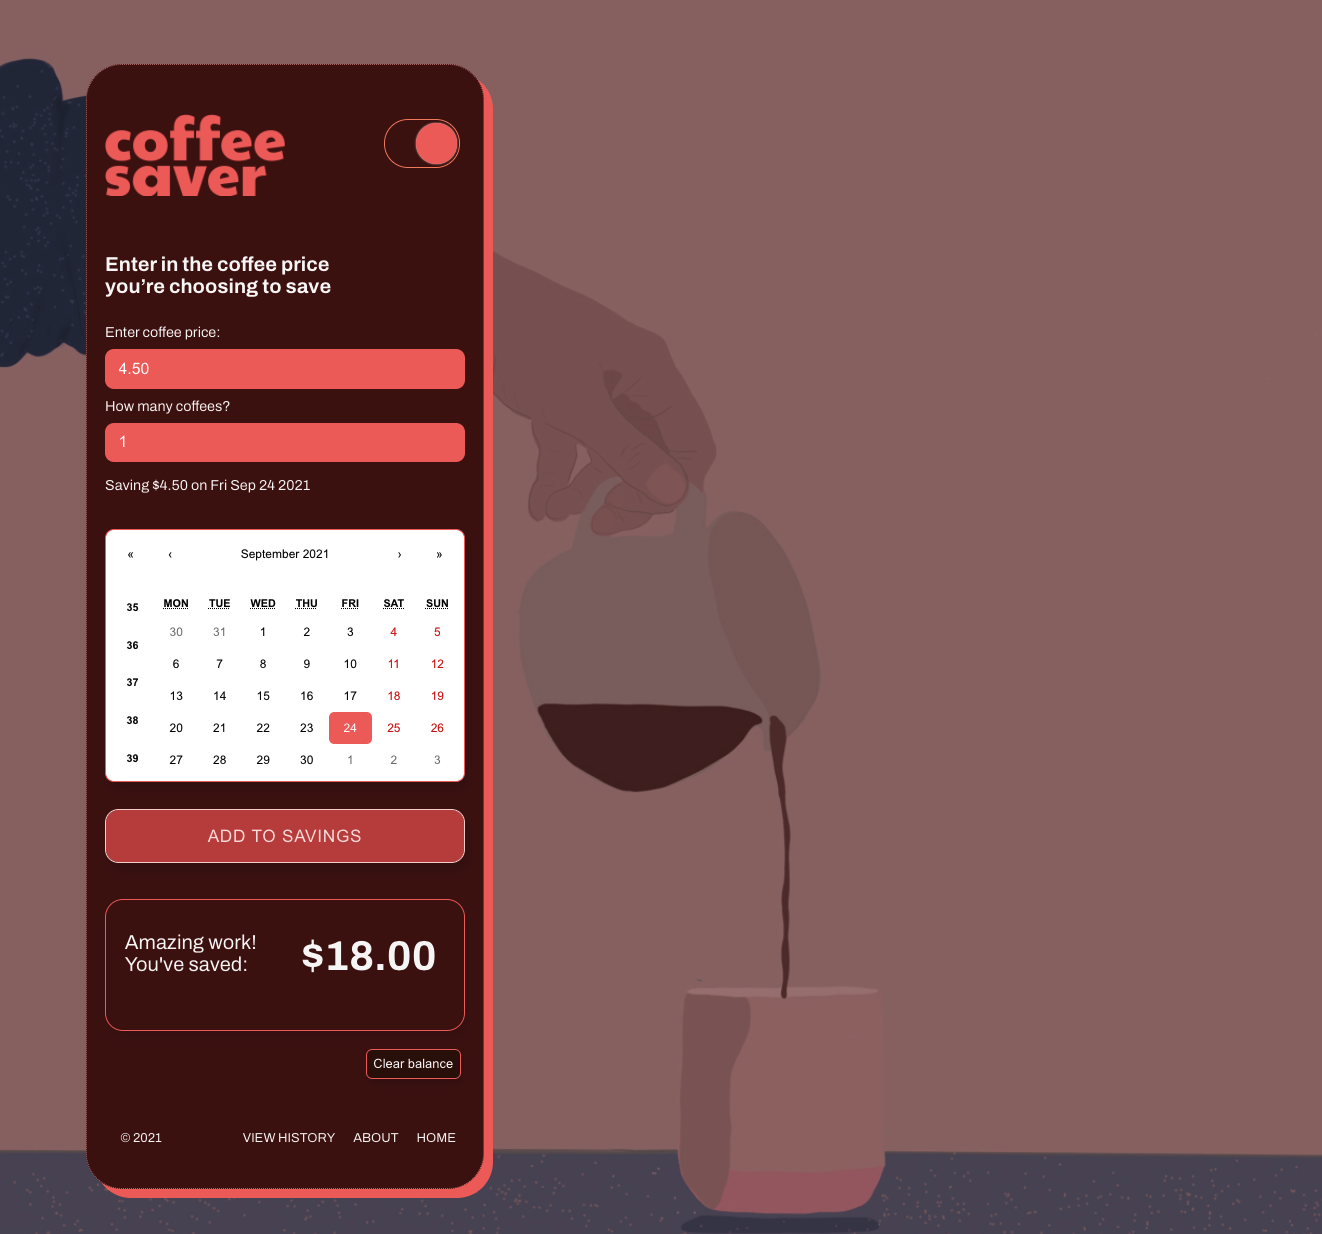 coffee
saver
Enter in the coffee price
you’re choosing to save
Enter coffee price:
4.50
How many coffees?
1
Saving $4.50 on Fri Sep 24 2021
« ‹ September 2021 › »
MON TUE WED THU FRI SAT SUN
35 30 31 1 2 3 4 5
36 6 7 8 9 10 11 12
37 13 14 15 16 17 18 19
38 20 21 22 23 24 25 26
39 27 28 29 30 1 2 3
ADD TO SAVINGS
Amazing work!
You've saved:
$18.00
Clear balance
© 2021 VIEW HISTORY ABOUT HOME